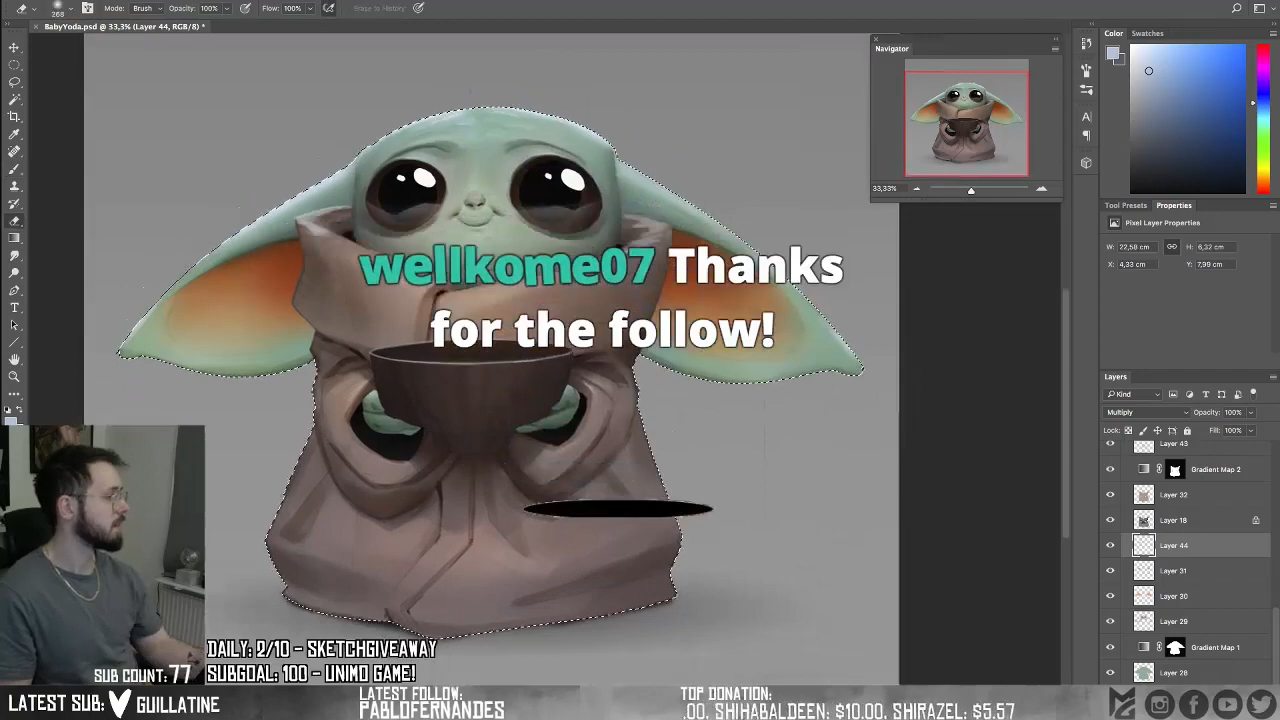 268
Mode: Brush
Opacity: 100%
Flow: 100%
Erase to History
BabyYoda.psd @ 33,3% (Layer 44, RGB/8) *
Navigator
33,33%
Color
Swatches
Tool Presets
Properties
Pixel Layer Properties
W: 22,58 cm
H: 6,32 cm
X: 4,33 cm
Y: 7,99 cm
wellkome07 Thanks
for the follow!
Layers
Kind
Multiply
Opacity: 100%
Lock:
Fill: 100%
Layer 43
Gradient Map 2
Layer 32
Layer 18
Layer 44
Layer 31
Layer 30
Layer 29
Gradient Map 1
Layer 28
DAILY: 2/10 - SKETCHGIVEAWAY
SUBGOAL: 100 - UNIMO GAME!
SUB COUNT: 77
LATEST SUB:
GUILLATINE
LATEST FOLLOW:
PABLOFERNANDES
TOP DONATION:
.00, SHIHABALDEEN: $10.00, SHIRAZEL: $5.57